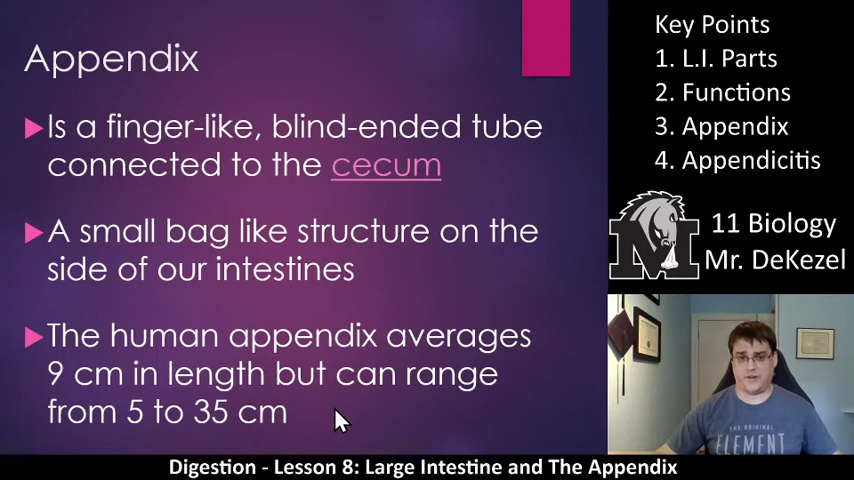 Appendix
Is a finger-like, blind-ended tube
connected to the cecum
A small bag like structure on the
side of our intestines
The human appendix averages
9 cm in length but can range
from 5 to 35 cm
Key Points
1. L.I. Parts
2. Functions
3. Appendix
4. Appendicitis
M
11 Biology
Mr. DeKezel
THE ORIGINAL
ELEMENT
Digestion - Lesson 8: Large Intestine and The Appendix